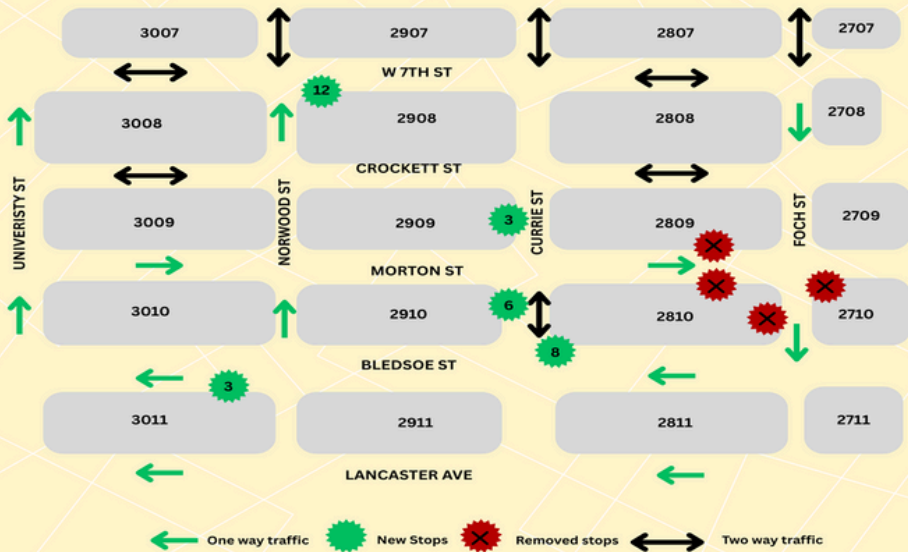 3007
2907
2807
2707
W 7TH ST
12
3008
2908
2808
2708
CROCKETT ST
UNIVERISTY ST
NORWOOD ST
CURRIE ST
FOCH ST
3009
2909
3
2809
2709
MORTON ST
3010
2910
6
2810
2710
8
BLEDSOE ST
3
3011
2911
2811
2711
LANCASTER AVE
One way traffic
New Stops
Removed stops
Two way traffic